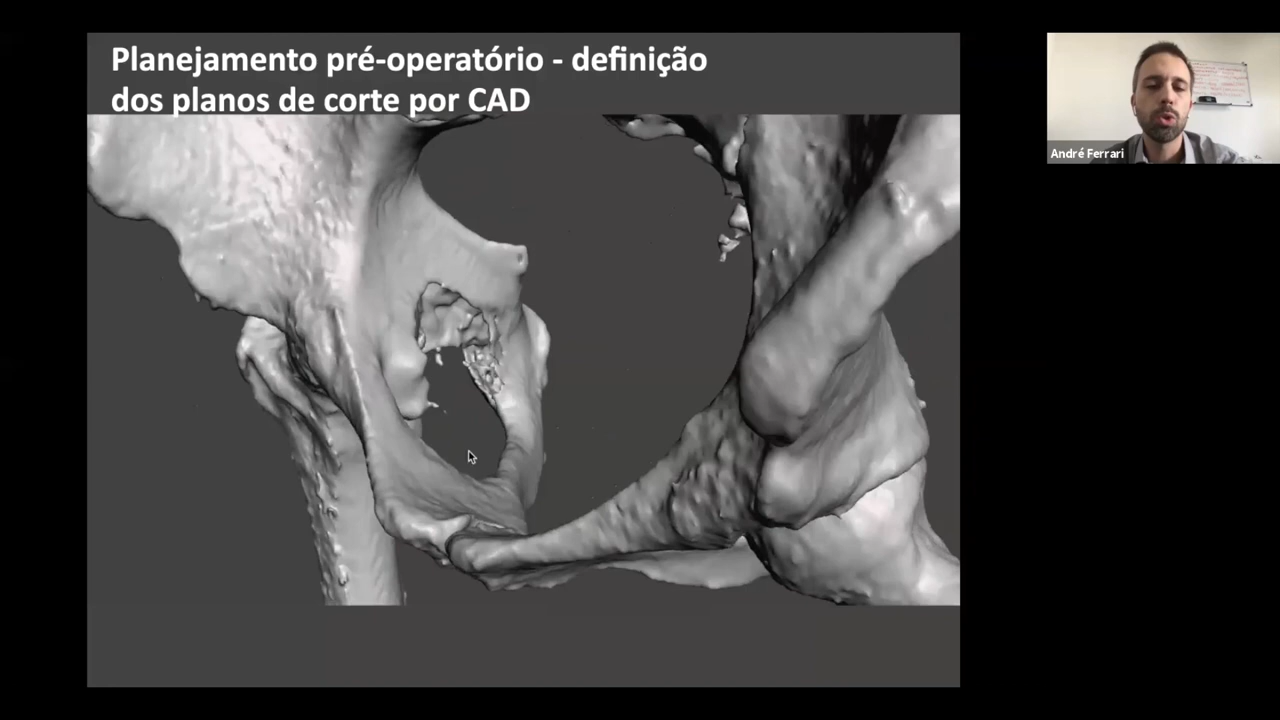 Planejamento pré-operatório - definição
dos planos de corte por CAD
André Ferrari